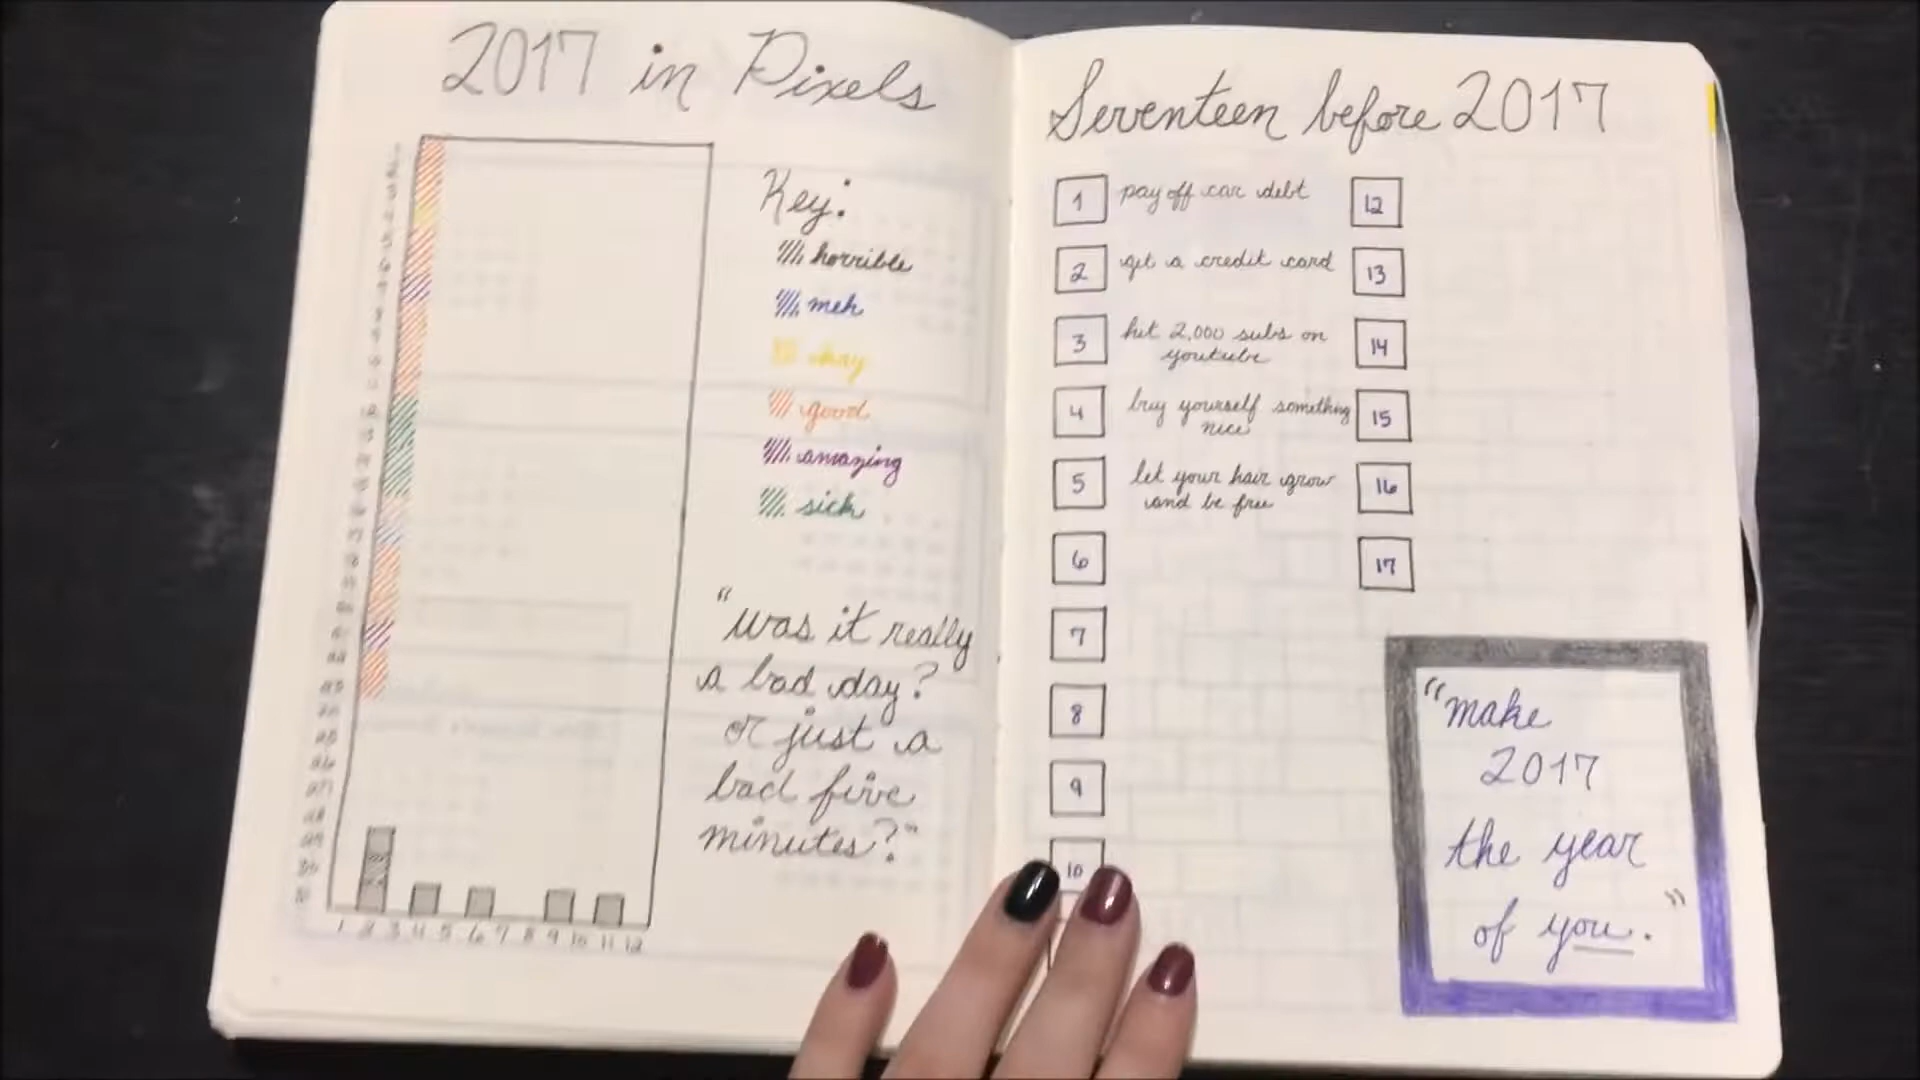 2017 in Pixels
Key:
horrible
meh
okay
good
amazing
sick
"was it really
a bad day?
or just a
bad five
minutes?"
1 2 3 4 5 6 7 8 9 10 11 12
Seventeen before 2017
1 pay off car debt
2 get a credit card
3 hit 2,000 subs on
youtube
4 buy yourself something
nice
5 let your hair grow
and be free
6
7
8
9
10
12
13
14
15
16
17
"make
2017
the year
of you."